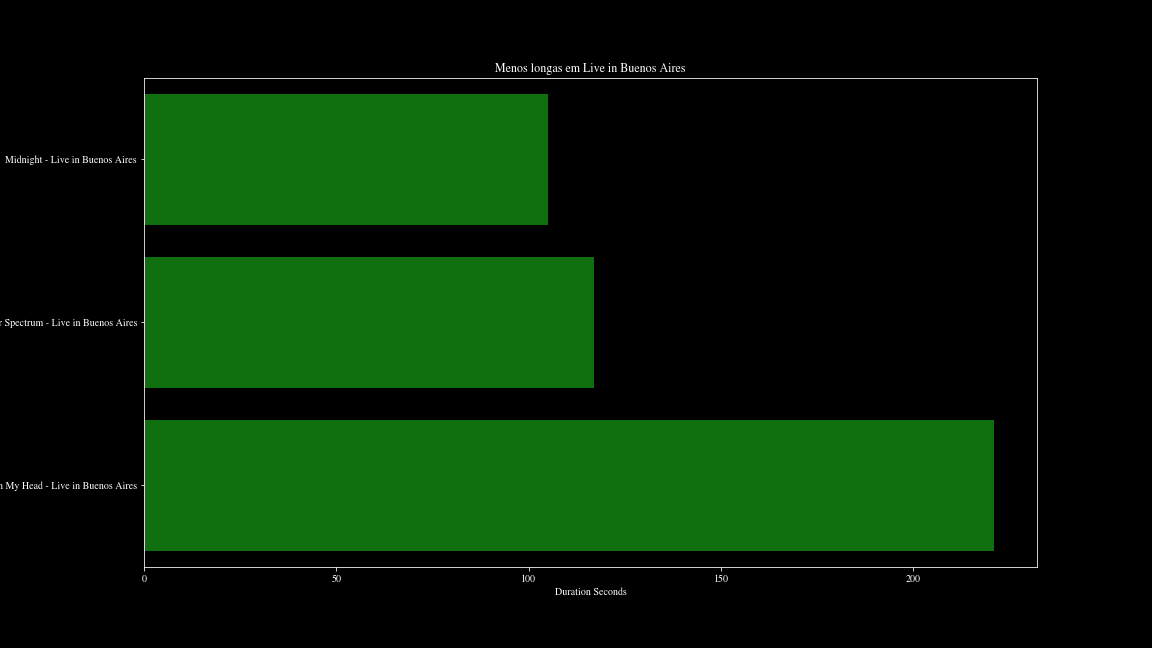 Menos longas em Live in Buenos Aires
Midnight - Live in Buenos Aires
Spectrum - Live in Buenos Aires
My Head - Live in Buenos Aires
0 50 100 150 200
Duration Seconds